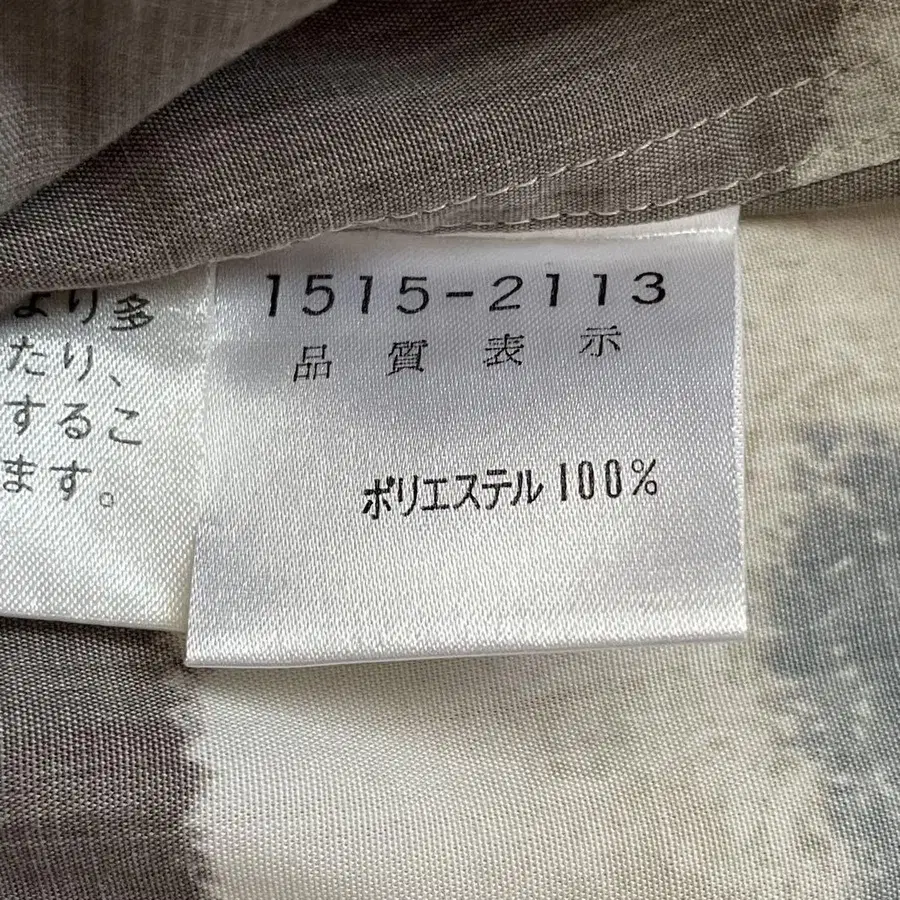 1515-2113
品質表示
ポリエステル100%
より多
たり、
するこ
ます。